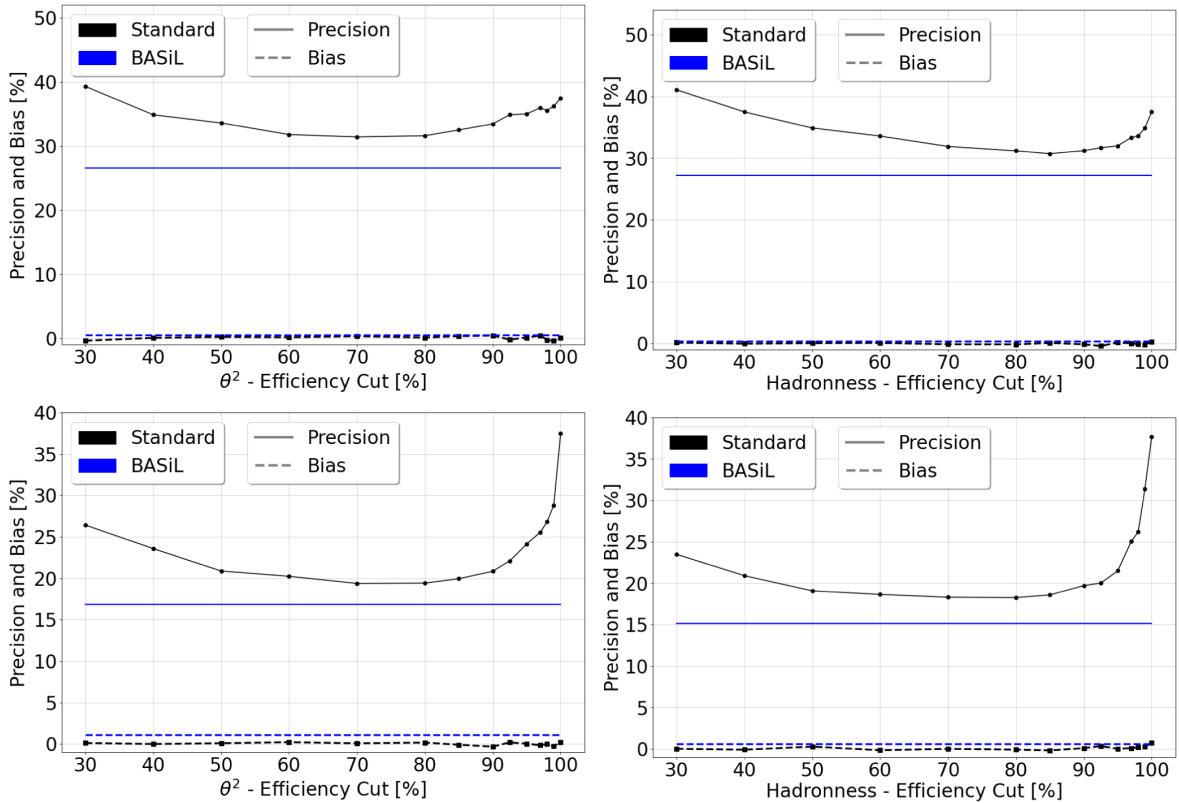 50
40
30
20
10
0
Precision and Bias [%]
Standard
BASiL
Precision
Bias
30 40 50 60 70 80 90 100
θ² - Efficiency Cut [%]
50
40
30
20
10
0
Precision and Bias [%]
Standard
BASiL
Precision
Bias
30 40 50 60 70 80 90 100
Hadronness - Efficiency Cut [%]
40
35
30
25
20
15
10
5
0
Precision and Bias [%]
Standard
BASiL
Precision
Bias
30 40 50 60 70 80 90 100
θ² - Efficiency Cut [%]
40
35
30
25
20
15
10
5
0
Precision and Bias [%]
Standard
BASiL
Precision
Bias
30 40 50 60 70 80 90 100
Hadronness - Efficiency Cut [%]